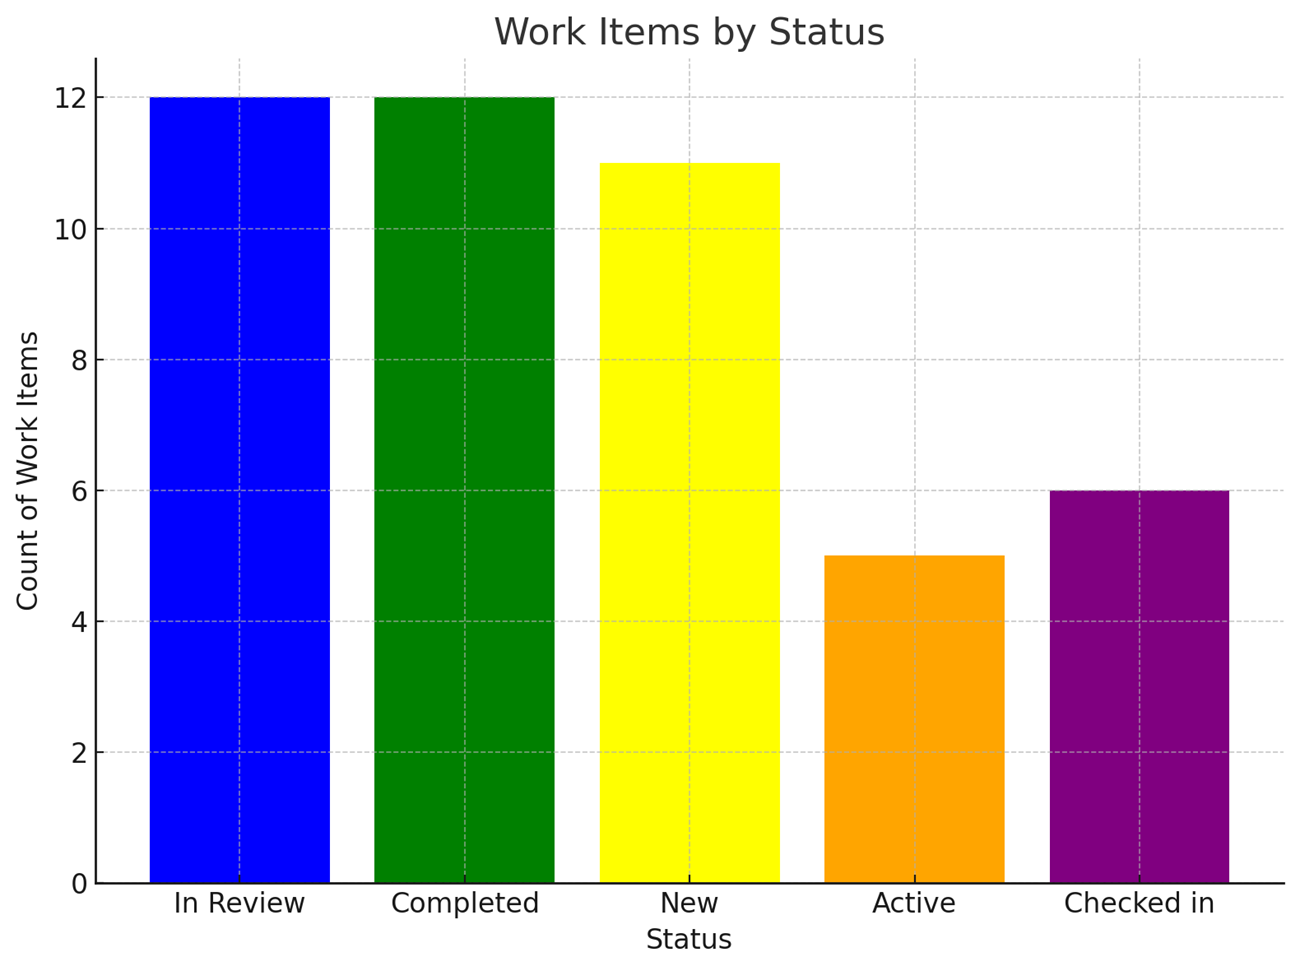 Work Items by Status
Count of Work Items
12
10
8
6
4
2
0
In Review
Completed
New
Active
Checked in
Status